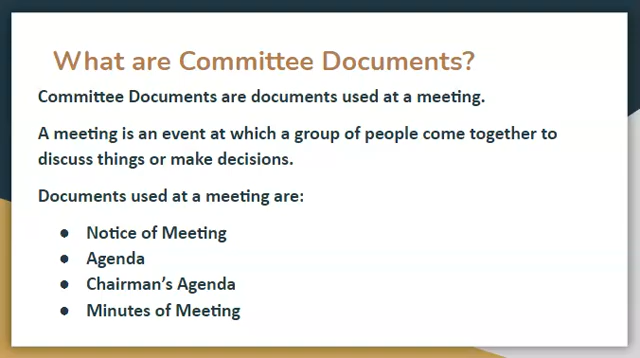 What are Committee Documents?
Committee Documents are documents used at a meeting.
A meeting is an event at which a group of people come together to
discuss things or make decisions.
Documents used at a meeting are:
● Notice of Meeting
● Agenda
● Chairman’s Agenda
● Minutes of Meeting